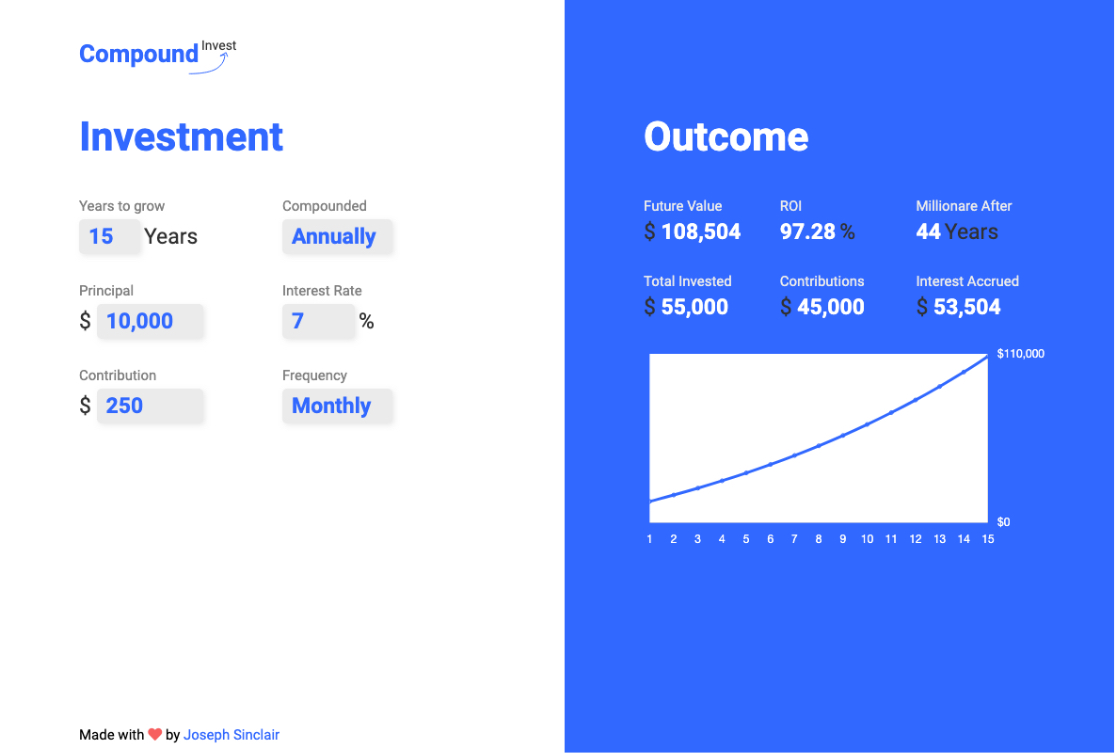 Compound Invest
Investment
Years to grow Compounded
15 Years Annually
Principal Interest Rate
$ 10,000 7 %
Contribution Frequency
$ 250 Monthly
Made with ❤ by Joseph Sinclair
Outcome
Future Value ROI Millionare After
$ 108,504 97.28 % 44 Years
Total Invested Contributions Interest Accrued
$ 55,000 $ 45,000 $ 53,504
$110,000
$0
1 2 3 4 5 6 7 8 9 10 11 12 13 14 15